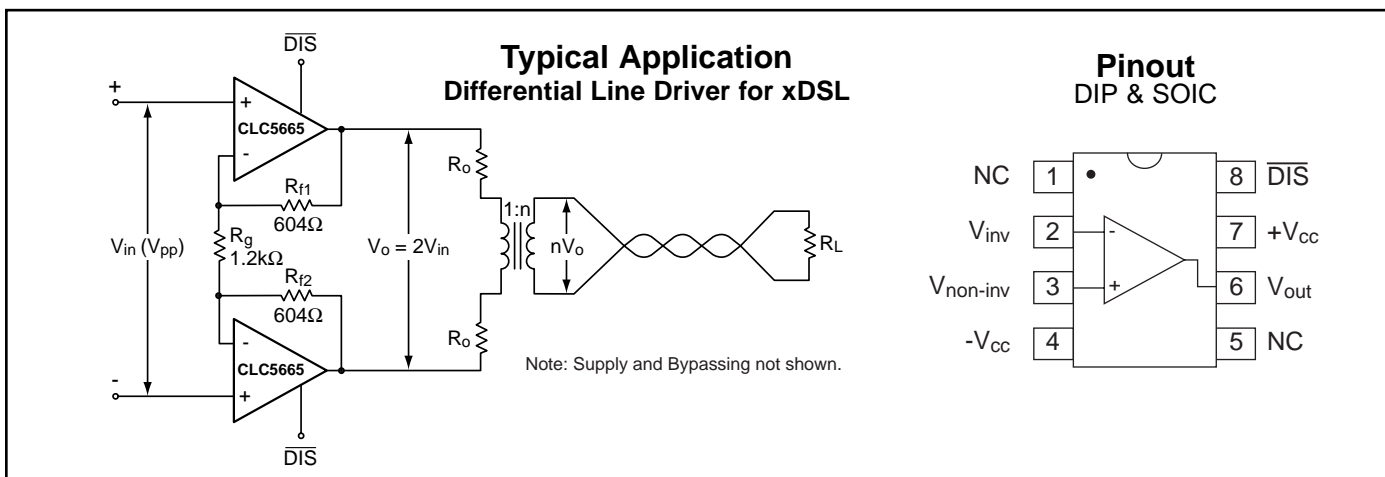 DIS
Typical Application
Differential Line Driver for xDSL
+
+
CLC5665
-
Rf1
604Ω
Rg
1.2kΩ
Vin (Vpp)
Rf2
604Ω
-
CLC5665
+
-
DIS
Vo = 2Vin
Ro
1:n
nVo
RL
Ro
Note: Supply and Bypassing not shown.
Pinout
DIP & SOIC
NC 1 8 DIS
Vinv 2 - 7 +Vcc
Vnon-inv 3 + 6 Vout
-Vcc 4 5 NC